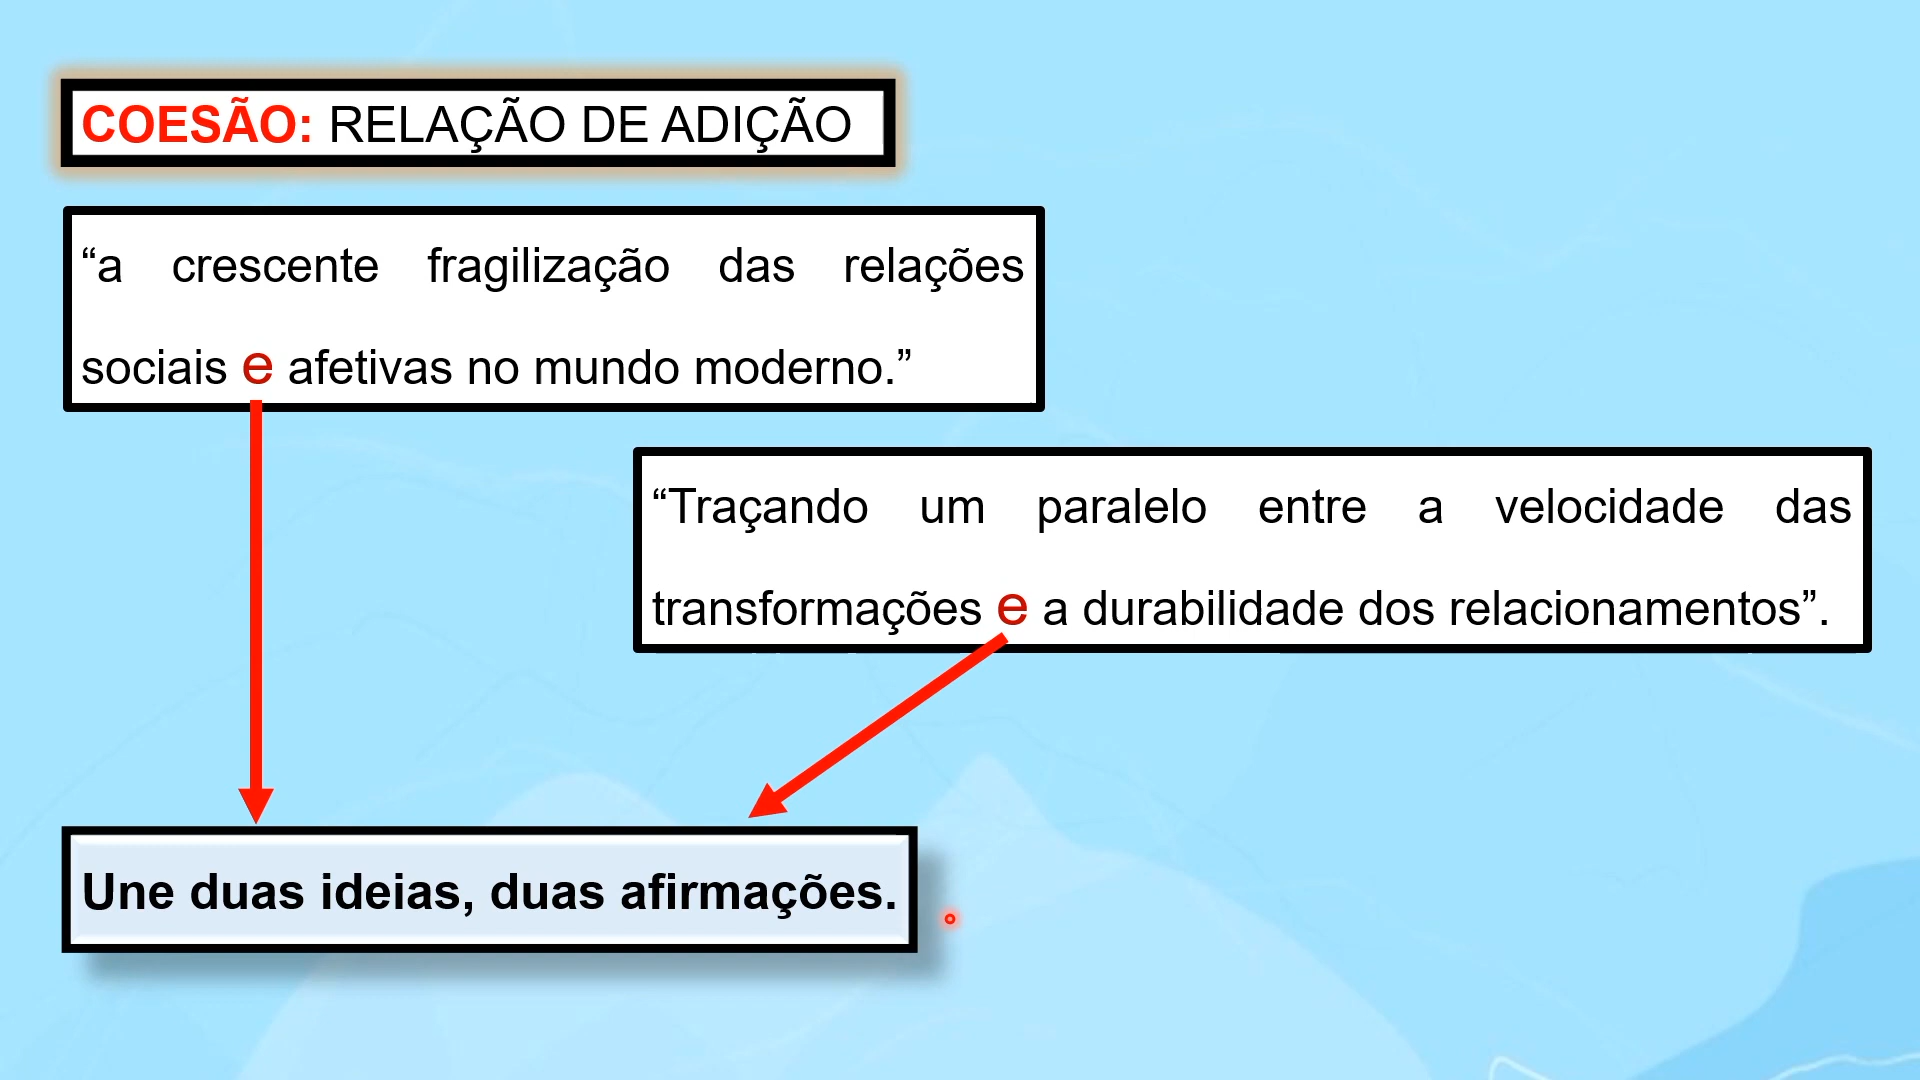 COESÃO: RELAÇÃO DE ADIÇÃO
“a crescente fragilização das relações
sociais e afetivas no mundo moderno.”
“Traçando um paralelo entre a velocidade das
transformações e a durabilidade dos relacionamentos”.
Une duas ideias, duas afirmações.